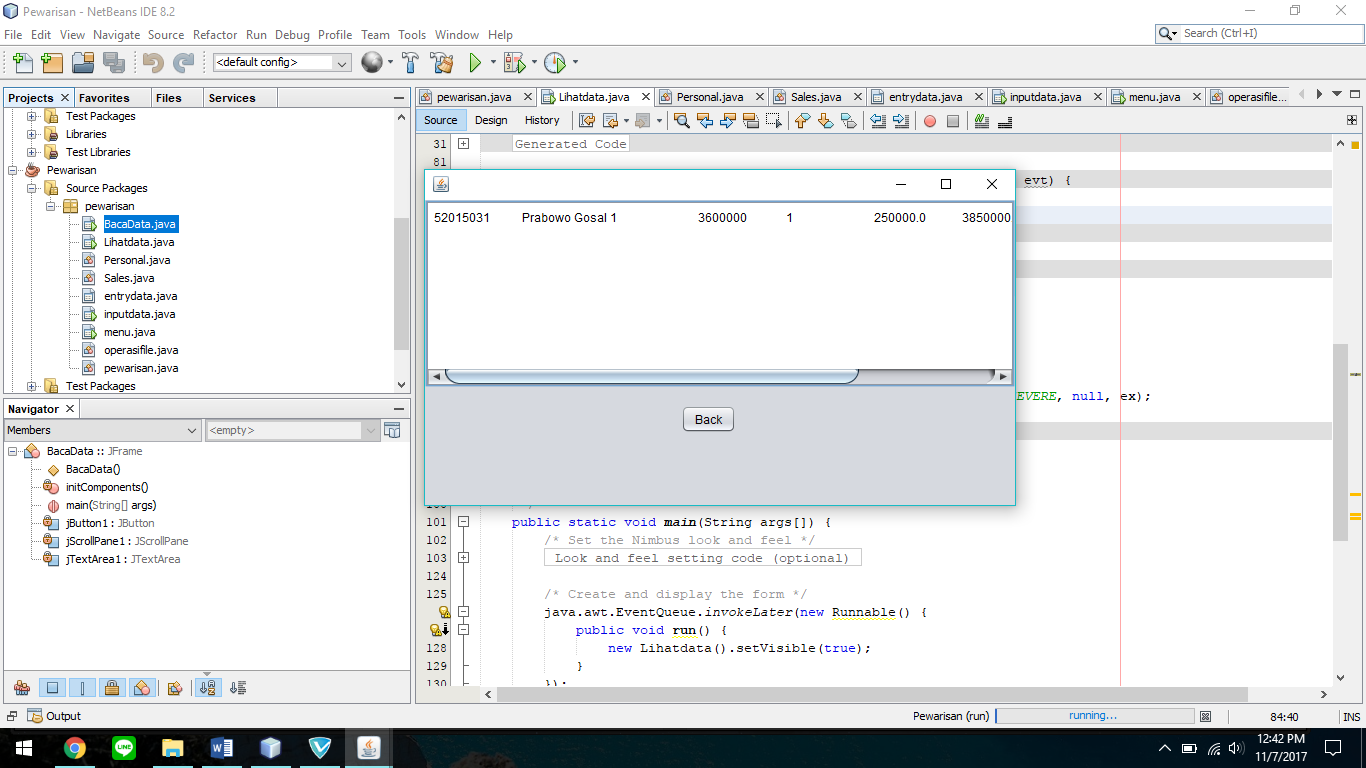 Pewarisan - NetBeans IDE 8.2
File Edit View Navigate Source Refactor Run Debug Profile Team Tools Window Help
Search (Ctrl+I)
<default config>
Projects Favorites Files Services
Test Packages
Libraries
Test Libraries
Pewarisan
Source Packages
pewarisan
BacaData.java
Lihatdata.java
Personal.java
Sales.java
entrydata.java
inputdata.java
menu.java
operasifile.java
pewarisan.java
Test Packages
Navigator
Members <empty>
BacaData :: JFrame
BacaData()
initComponents()
main(String[] args)
jButton1 : JButton
jScrollPane1 : JScrollPane
jTextArea1 : JTextArea
pewarisan.java Lihatdata.java Personal.java Sales.java entrydata.java inputdata.java menu.java operasifile...
Source Design History
31 Generated Code
81
evt) {
52015031 Prabowo Gosal 1 3600000 1 250000.0 3850000
EVERE, null, ex);
Back
101 public static void main(String args[]) {
102 /* Set the Nimbus look and feel */
103 Look and feel setting code (optional)
124
125 /* Create and display the form */
java.awt.EventQueue.invokeLater(new Runnable() {
public void run() {
128 new Lihatdata().setVisible(true);
129 }
130 });
Output
Pewarisan (run) running... 84:40 INS
12:42 PM
11/7/2017